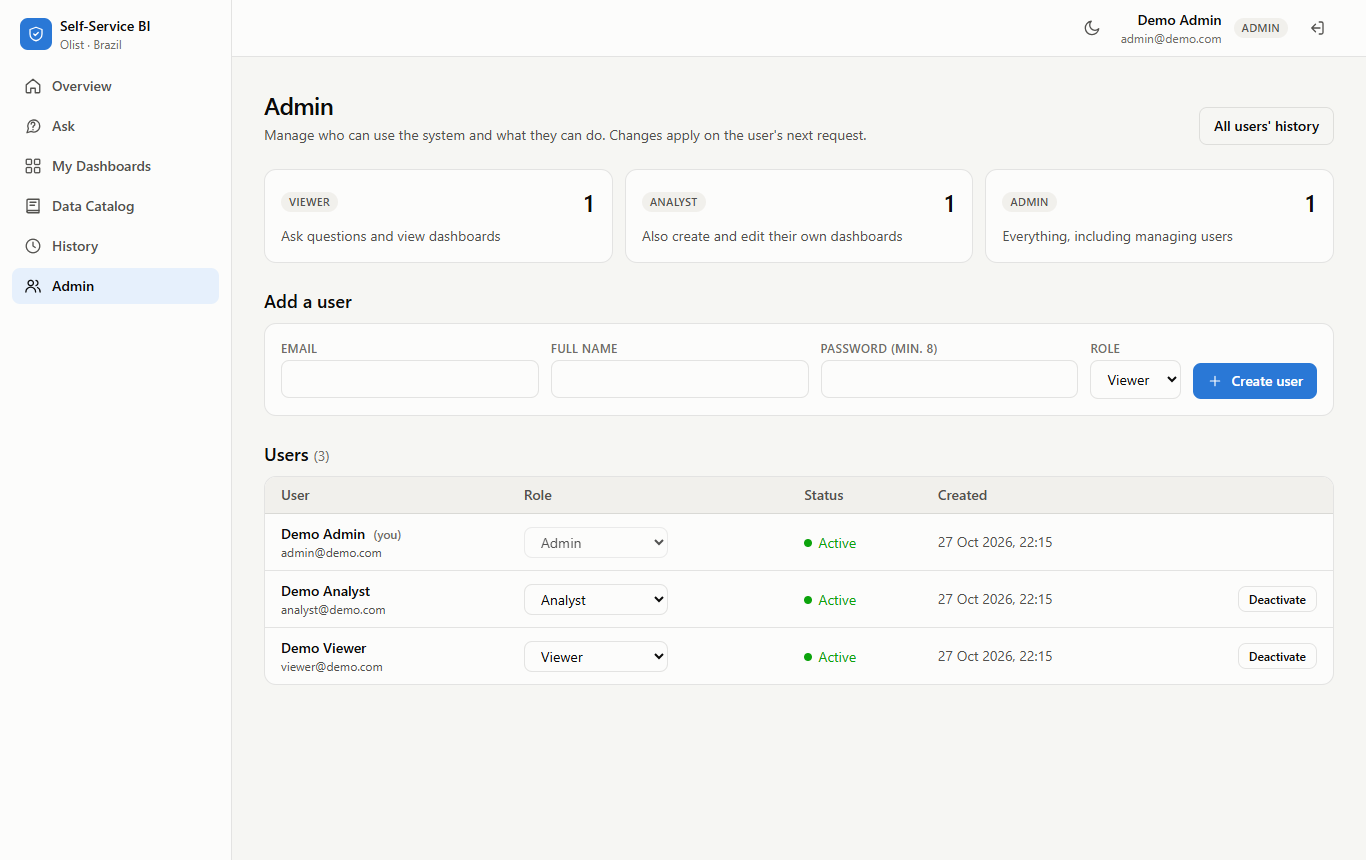 Self-Service BI
Olist · Brazil
Overview
Ask
My Dashboards
Data Catalog
History
Admin
Demo Admin
admin@demo.com
ADMIN
Admin
Manage who can use the system and what they can do. Changes apply on the user's next request.
All users' history
VIEWER 1
Ask questions and view dashboards
ANALYST 1
Also create and edit their own dashboards
ADMIN 1
Everything, including managing users
Add a user
EMAIL FULL NAME PASSWORD (MIN. 8) ROLE
Viewer + Create user
Users (3)
User Role Status Created
Demo Admin (you)
admin@demo.com
Admin Active 27 Oct 2026, 22:15
Demo Analyst
analyst@demo.com
Analyst Active 27 Oct 2026, 22:15 Deactivate
Demo Viewer
viewer@demo.com
Viewer Active 27 Oct 2026, 22:15 Deactivate